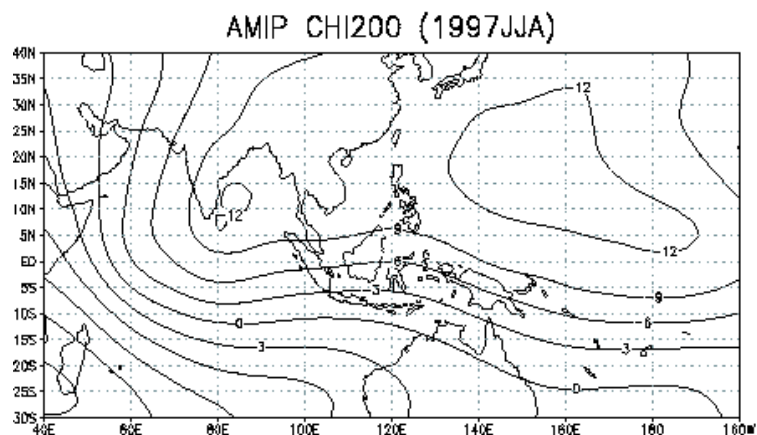 AMIP CHI200 (1997JJA)
40N
35N
30N
25N
20N
15N
10N
5N
EQ
5S
10S
15S
20S
25S
30S
-12
-12
-12
-9
-6
-3
0
3
-9
-6
-3
0
40E 60E 80E 100E 120E 140E 160E 180 160W